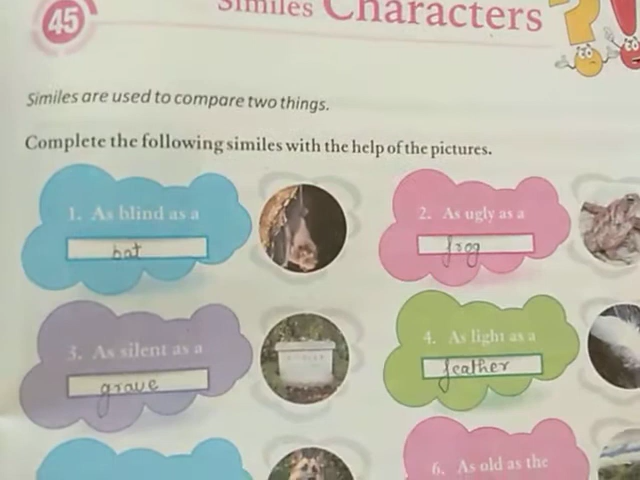 45
Similes Characters
Similes are used to compare two things.
Complete the following similes with the help of the pictures.
1. As blind as a
bat
2. As ugly as a
frog
3. As silent as a
grave
4. As light as a
feather
6. As old as the